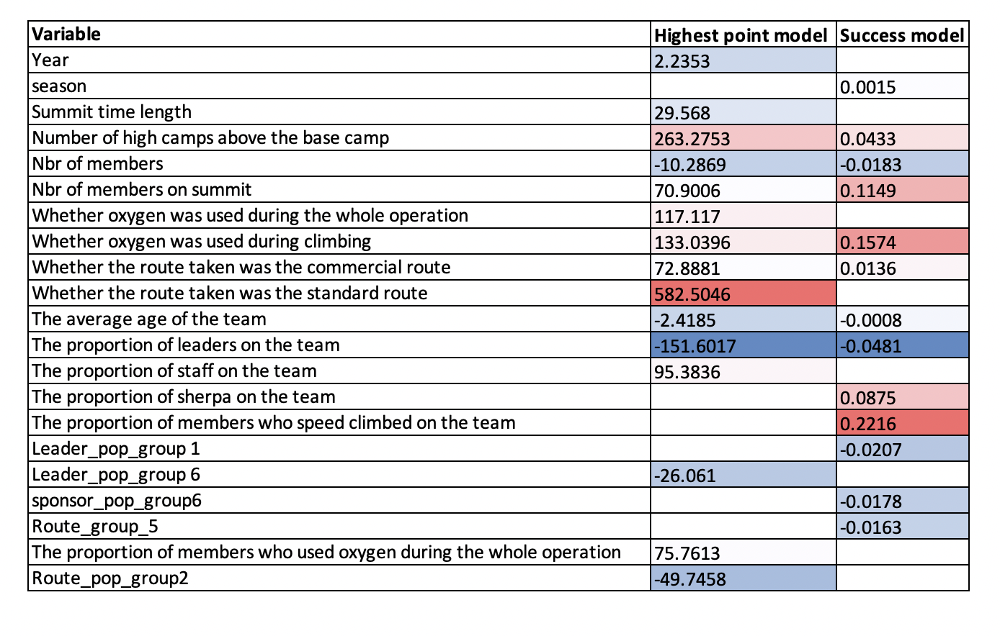 Variable Highest point model Success model
Year 2.2353
season 0.0015
Summit time length 29.568
Number of high camps above the base camp 263.2753 0.0433
Nbr of members -10.2869 -0.0183
Nbr of members on summit 70.9006 0.1149
Whether oxygen was used during the whole operation 117.117
Whether oxygen was used during climbing 133.0396 0.1574
Whether the route taken was the commercial route 72.8881 0.0136
Whether the route taken was the standard route 582.5046
The average age of the team -2.4185 -0.0008
The proportion of leaders on the team -151.6017 -0.0481
The proportion of staff on the team 95.3836
The proportion of sherpa on the team 0.0875
The proportion of members who speed climbed on the team 0.2216
Leader_pop_group 1 -0.0207
Leader_pop_group 6 -26.061
sponsor_pop_group6 -0.0178
Route_group_5 -0.0163
The proportion of members who used oxygen during the whole operation 75.7613
Route_pop_group2 -49.7458